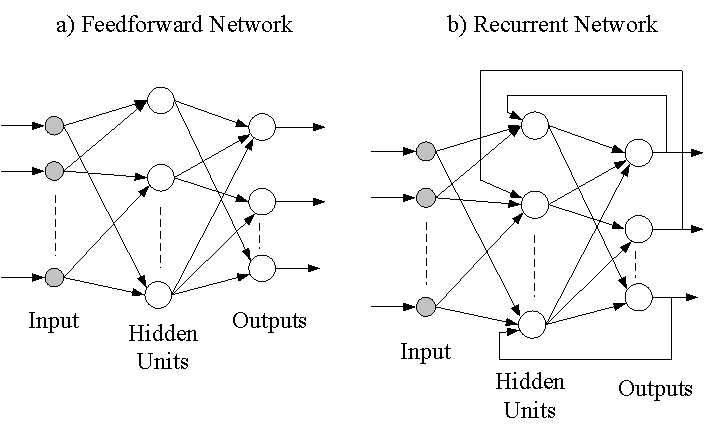 a) Feedforward Network
b) Recurrent Network
Input
Hidden
Units
Outputs
Input
Hidden
Units
Outputs